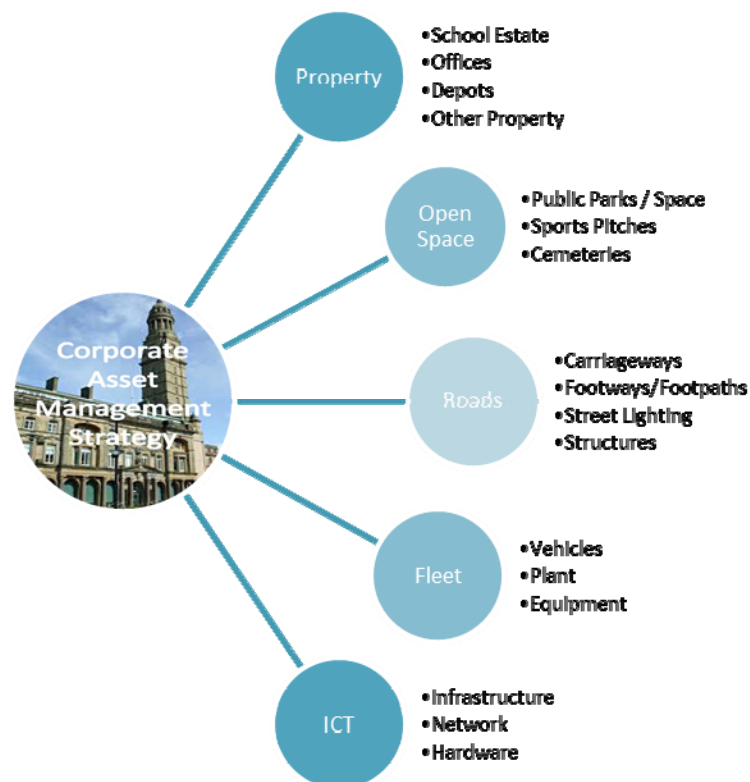 Property
•School Estate
•Offices
•Depots
•Other Property
Open
Space
•Public Parks / Space
•Sports Pitches
•Cemeteries
Corporate
Asset
Management
Strategy
Roads
•Carriageways
•Footways/Footpaths
•Street Lighting
•Structures
Fleet
•Vehicles
•Plant
•Equipment
ICT
•Infrastructure
•Network
•Hardware